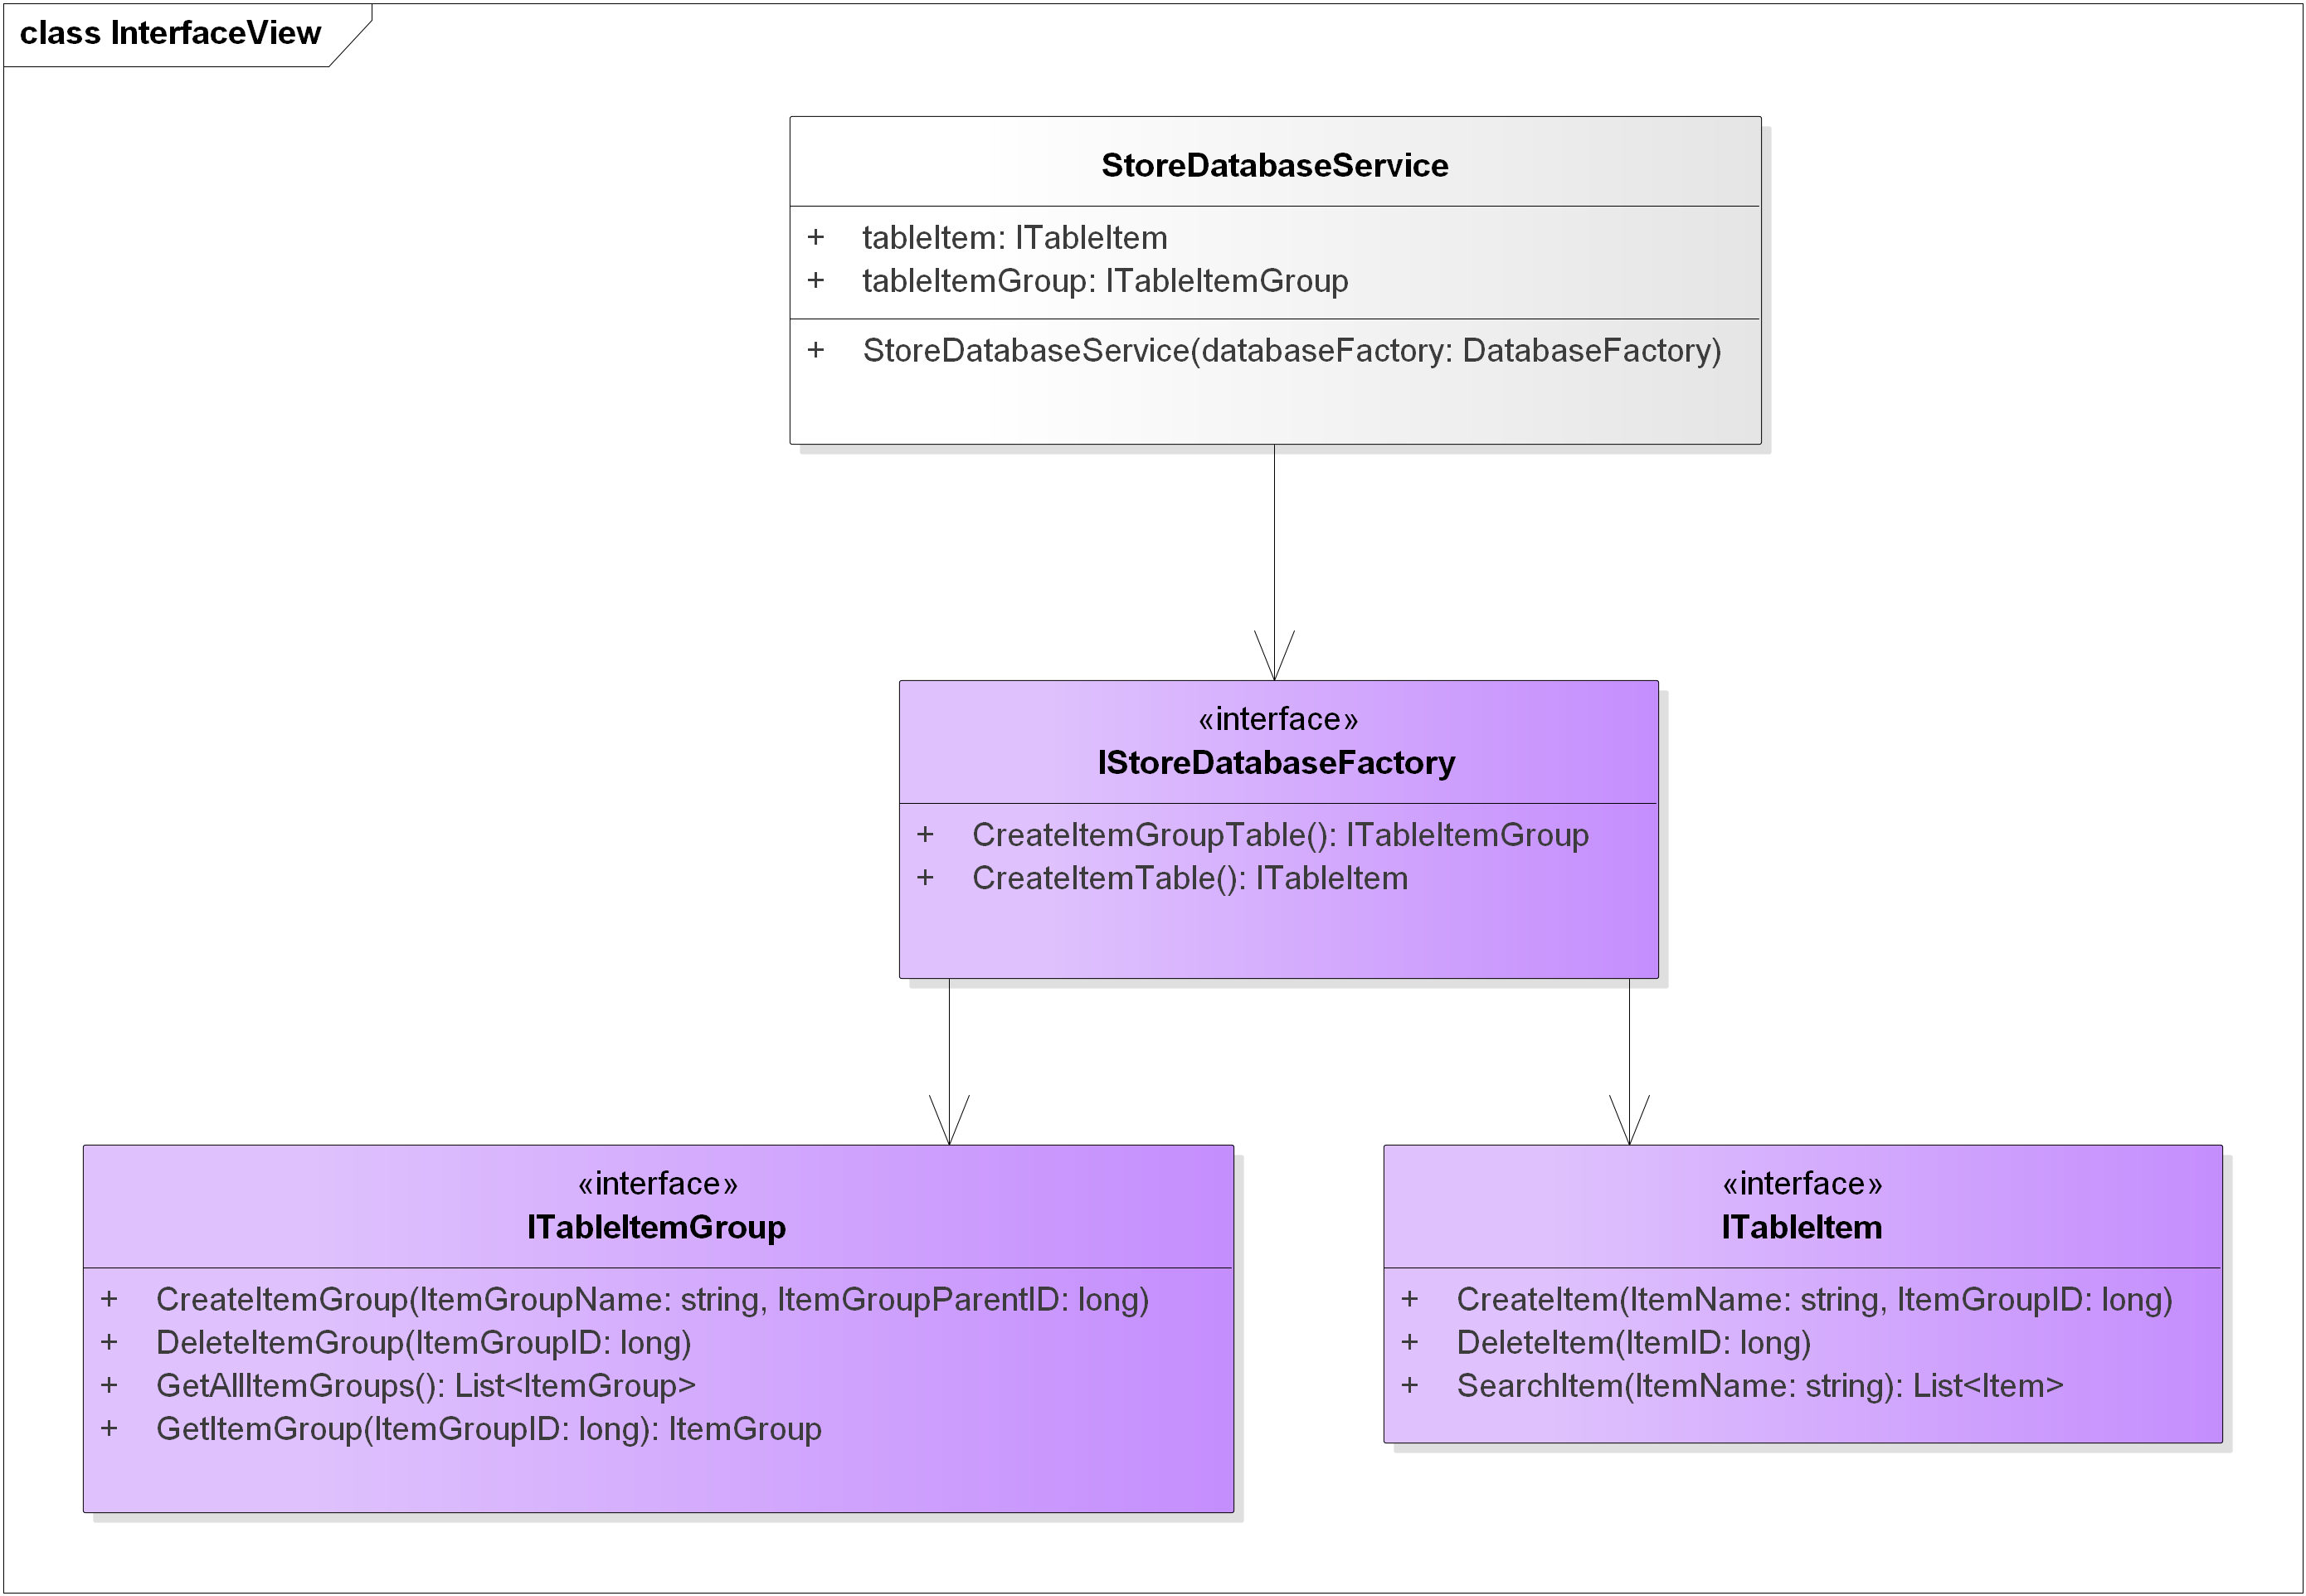 class InterfaceView
StoreDatabaseService
+ tableItem: ITableItem
+ tableItemGroup: ITableItemGroup
+ StoreDatabaseService(databaseFactory: DatabaseFactory)
«interface»
IStoreDatabaseFactory
+ CreateItemGroupTable(): ITableItemGroup
+ CreateItemTable(): ITableItem
«interface»
ITableItemGroup
+ CreateItemGroup(ItemGroupName: string, ItemGroupParentID: long)
+ DeleteItemGroup(ItemGroupID: long)
+ GetAllItemGroups(): List<ItemGroup>
+ GetItemGroup(ItemGroupID: long): ItemGroup
«interface»
ITableItem
+ CreateItem(ItemName: string, ItemGroupID: long)
+ DeleteItem(ItemID: long)
+ SearchItem(ItemName: string): List<Item>